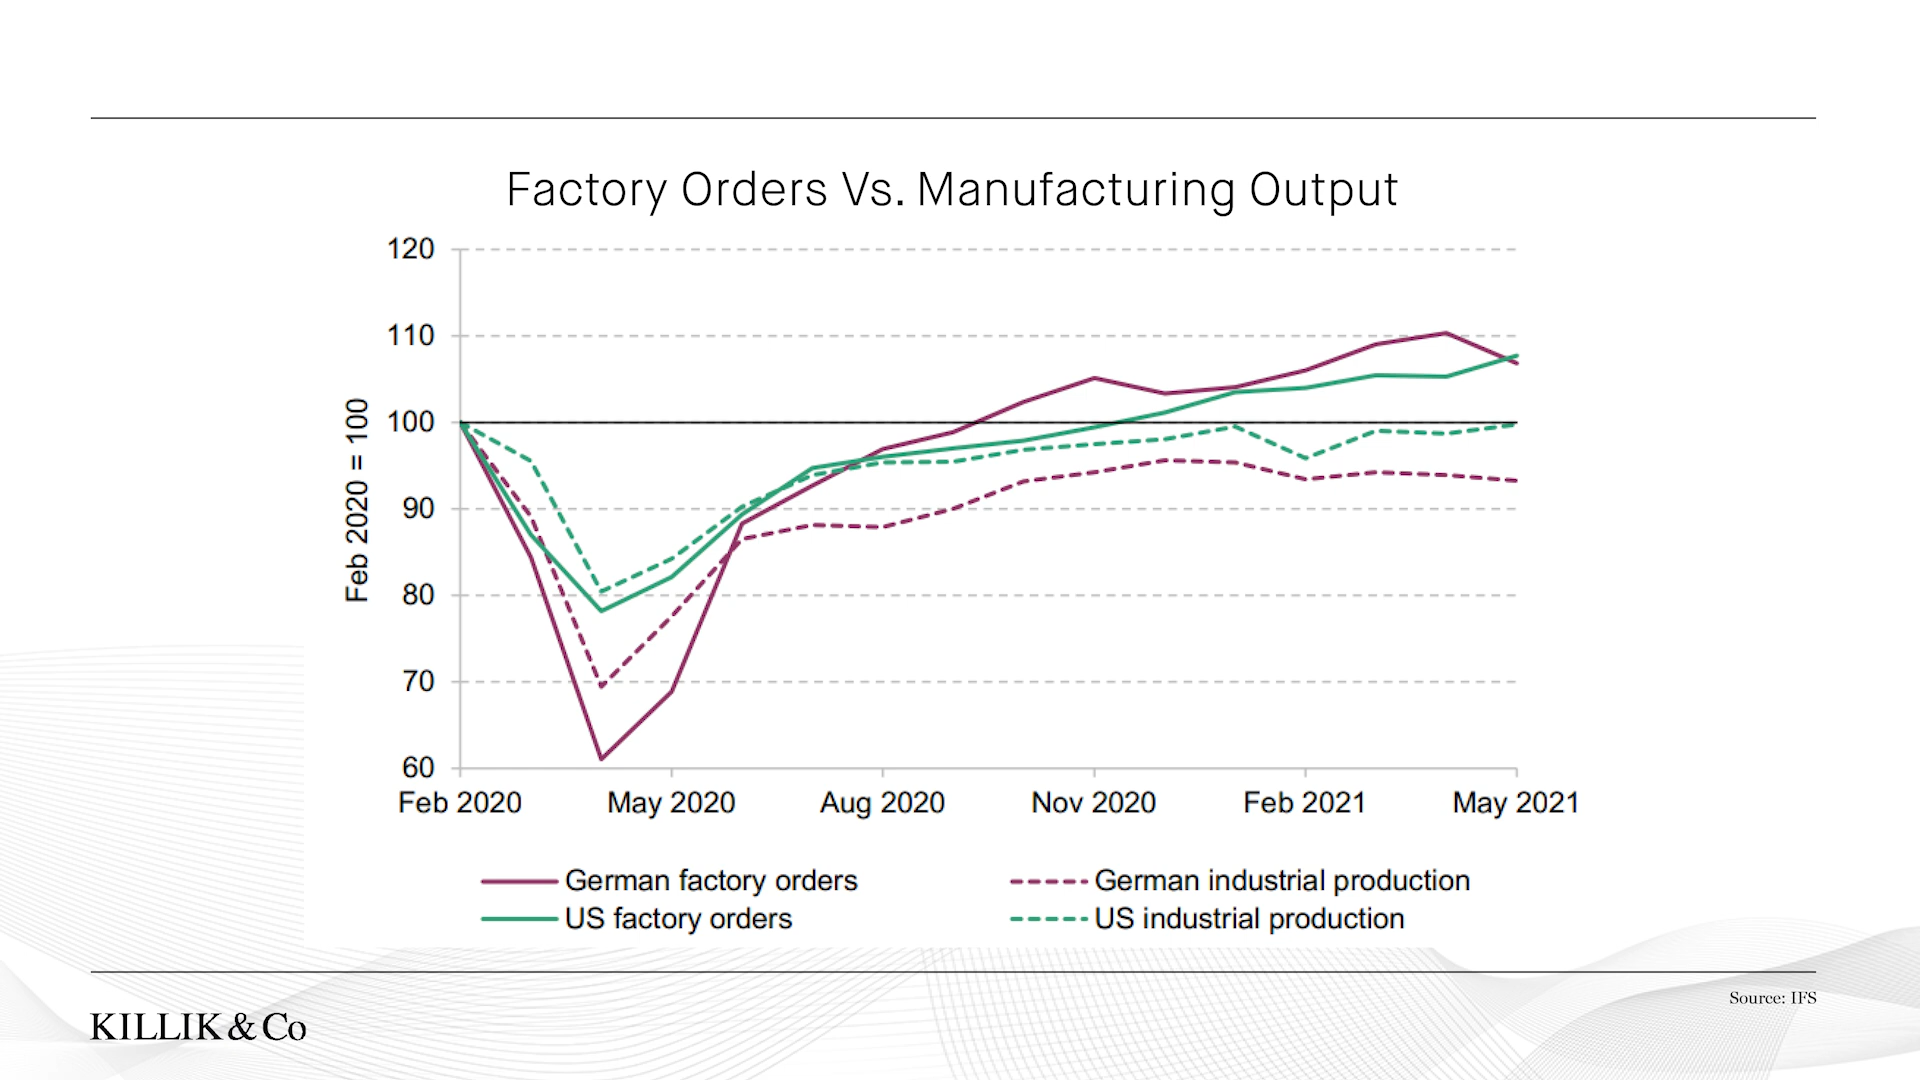 Factory Orders Vs. Manufacturing Output
120
110
100
90
80
70
60
Feb 2020 = 100
Feb 2020 May 2020 Aug 2020 Nov 2020 Feb 2021 May 2021
German factory orders German industrial production
US factory orders US industrial production
Source: IFS
KILLIK & Co